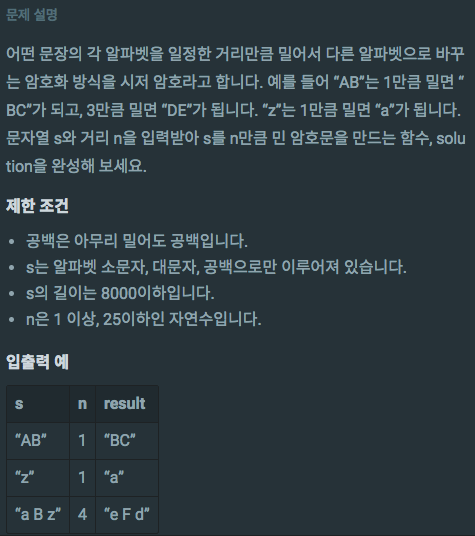 문제 설명
어떤 문장의 각 알파벳을 일정한 거리만큼 밀어서 다른 알파벳으로 바꾸
는 암호화 방식을 시저 암호라고 합니다. 예를 들어 “AB”는 1만큼 밀면 “
BC”가 되고, 3만큼 밀면 “DE”가 됩니다. “z”는 1만큼 밀면 “a”가 됩니다.
문자열 s와 거리 n을 입력받아 s를 n만큼 민 암호문을 만드는 함수, solu
tion을 완성해 보세요.
제한 조건
• 공백은 아무리 밀어도 공백입니다.
• s는 알파벳 소문자, 대문자, 공백으로만 이루어져 있습니다.
• s의 길이는 8000이하입니다.
• n은 1 이상, 25이하인 자연수입니다.
입출력 예
s n result
“AB” 1 “BC”
“z” 1 “a”
“a B z” 4 “e F d”